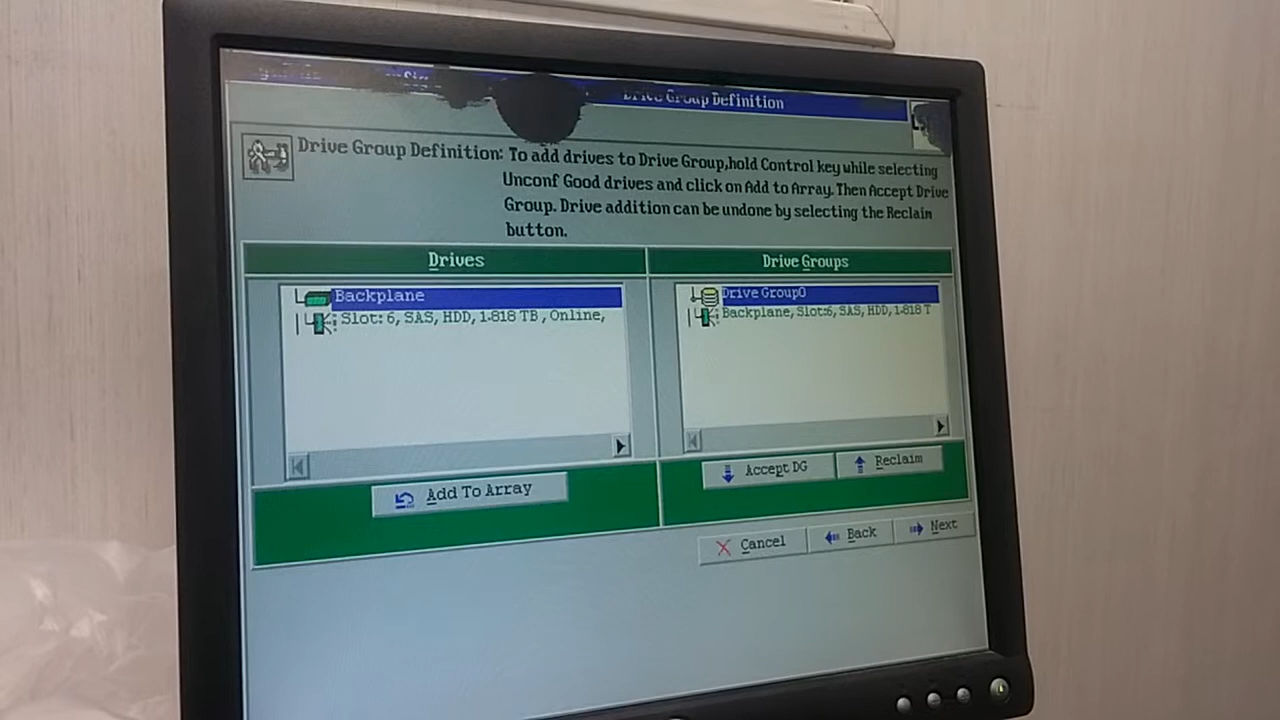 Drive Group Definition
Drive Group Definition: To add drives to Drive Group,hold Control key while selecting
Unconf Good drives and click on Add to Array. Then Accept Drive
Group. Drive addition can be undone by selecting the Reclaim
button.
Drives
Drive Groups
Backplane
Slot: 6, SAS, HDD, 1.818 TB , Online,
Drive Group0
Backplane, Slot:6, SAS, HDD, 1.818 T
Add To Array
Accept DG
Reclaim
Cancel
Back
Next